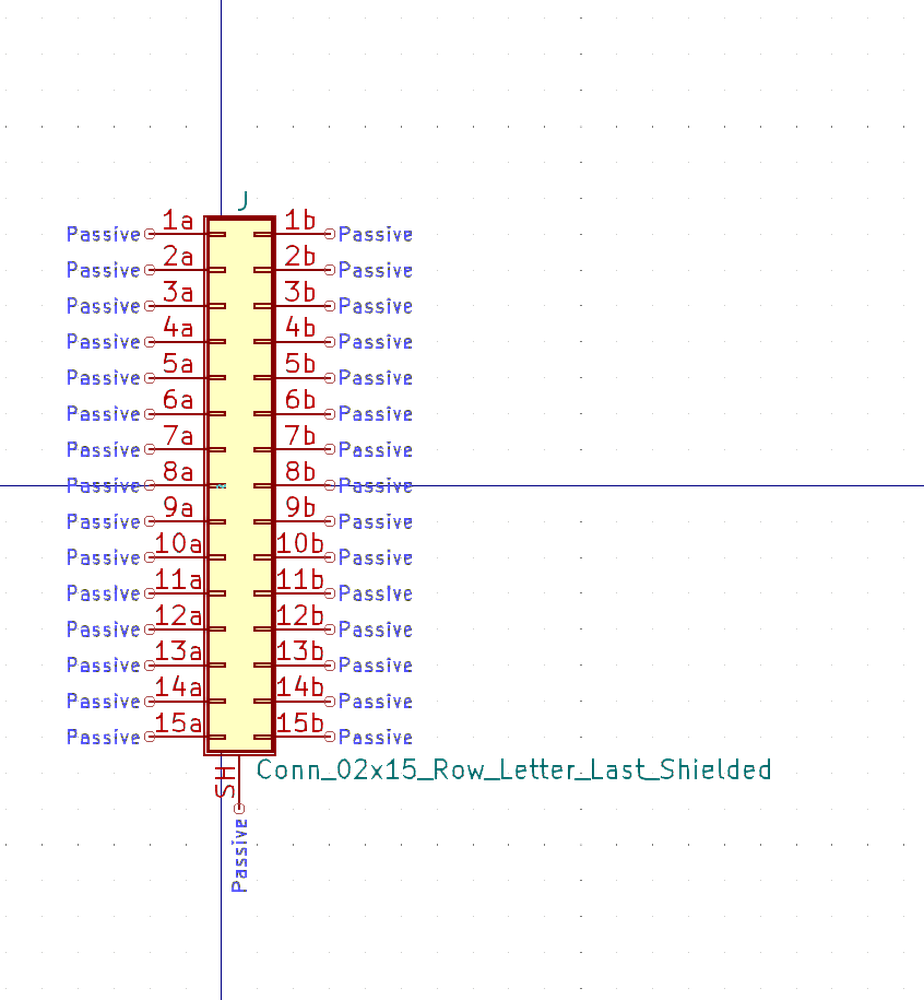 J
Passive 1a 1b Passive
Passive 2a 2b Passive
Passive 3a 3b Passive
Passive 4a 4b Passive
Passive 5a 5b Passive
Passive 6a 6b Passive
Passive 7a 7b Passive
Passive 8a 8b Passive
Passive 9a 9b Passive
Passive 10a 10b Passive
Passive 11a 11b Passive
Passive 12a 12b Passive
Passive 13a 13b Passive
Passive 14a 14b Passive
Passive 15a 15b Passive
SH
Conn_02x15_Row_Letter_Last_Shielded
Passive